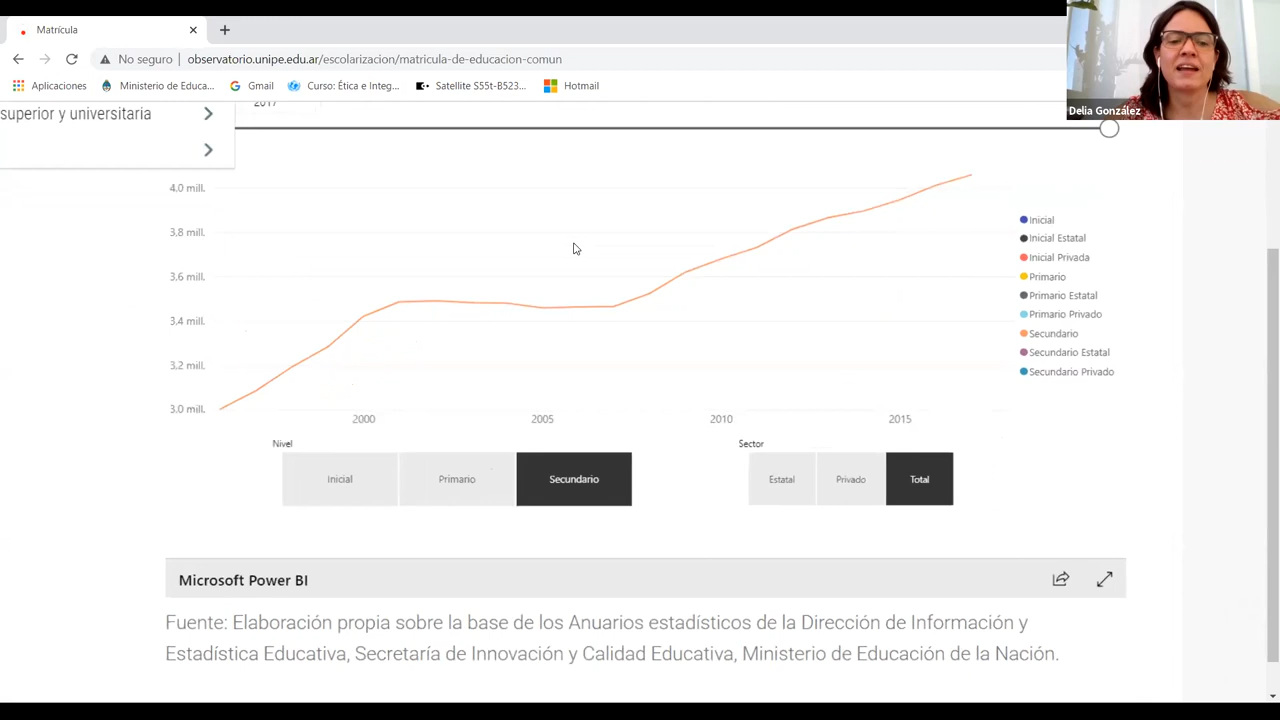 Matrícula
No seguro | observatorio.unipe.edu.ar/escolarizacion/matricula-de-educacion-comun
Aplicaciones Ministerio de Educa... Gmail Curso: Ética e Integ... Satellite S55t-B523... Hotmail
Delia González
superior y universitaria
2017
4,0 mill.
3,8 mill.
3,6 mill.
3,4 mill.
3,2 mill.
3,0 mill.
2000 2005 2010 2015
Inicial
Inicial Estatal
Inicial Privada
Primario
Primario Estatal
Primario Privado
Secundario
Secundario Estatal
Secundario Privado
Nivel
Inicial Primario Secundario
Sector
Estatal Privado Total
Microsoft Power BI
Fuente: Elaboración propia sobre la base de los Anuarios estadísticos de la Dirección de Información y
Estadística Educativa, Secretaría de Innovación y Calidad Educativa, Ministerio de Educación de la Nación.